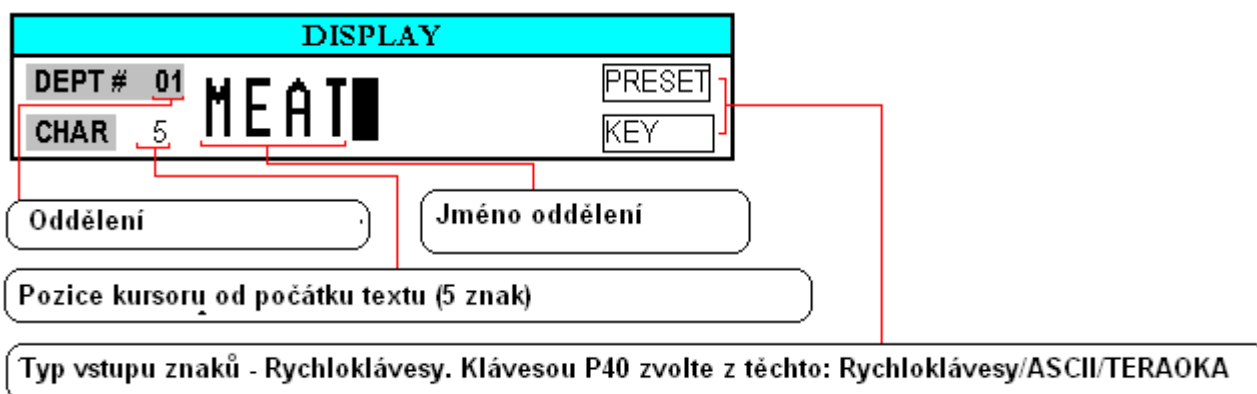 DISPLAY
DEPT # 01 MEAT PRESET
CHAR 5 KEY
Oddělení
Jméno oddělení
Pozice kursoru od počátku textu (5 znak)
Typ vstupu znaků - Rychloklávesy. Klávesou P40 zvolte z těchto: Rychloklávesy/ASCII/TERAOKA